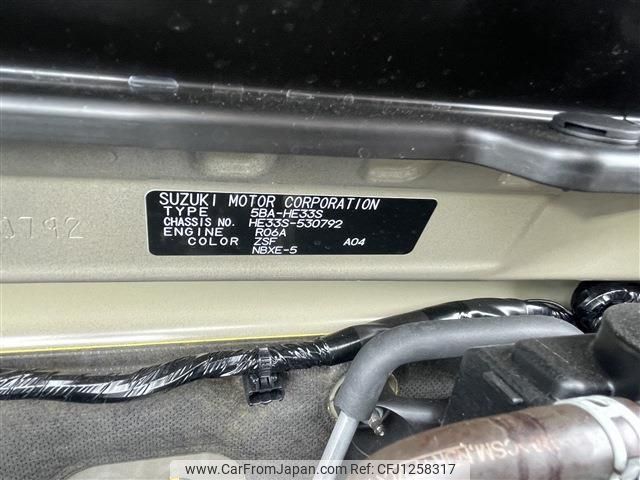 SUZUKI MOTOR CORPORATION
TYPE 5BA-HE33S
CHASSIS NO. HE33S-530792
ENGINE R06A
COLOR ZSF A04
NBXE-5
0792
www.CarFromJapan.com - CFJ1258317